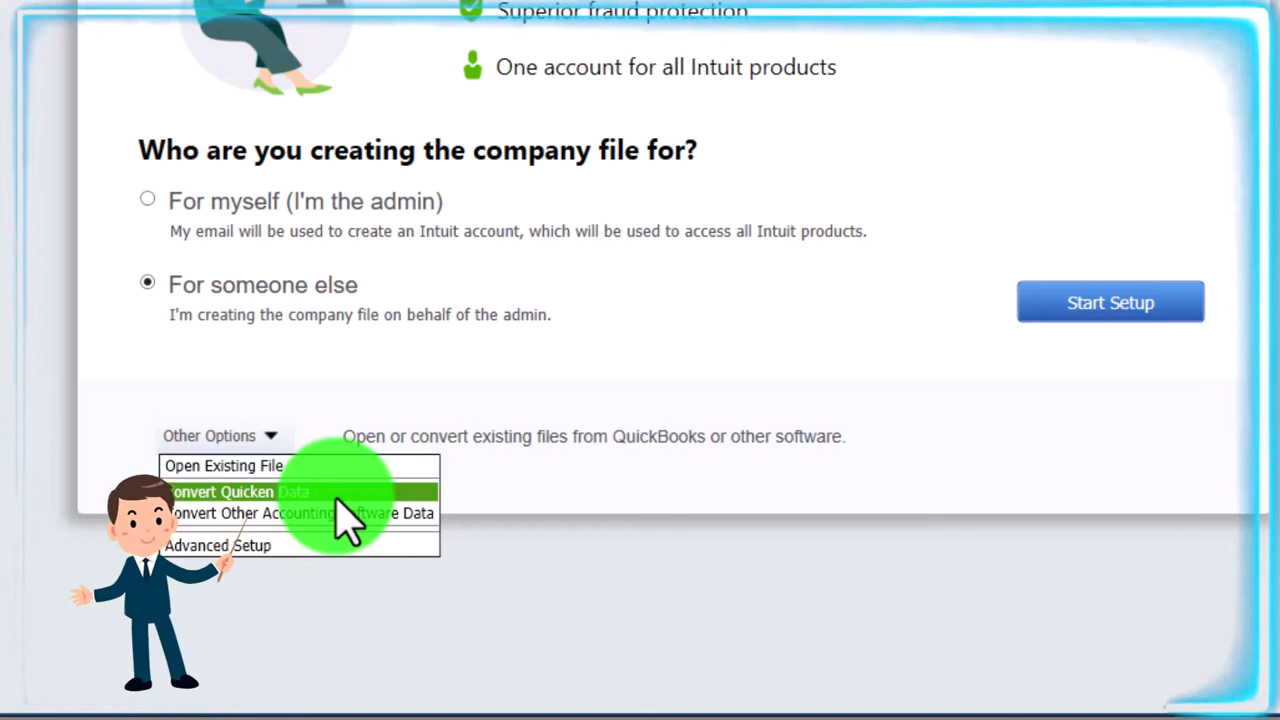 Superior fraud protection
One account for all Intuit products
Who are you creating the company file for?
For myself (I'm the admin)
My email will be used to create an Intuit account, which will be used to access all Intuit products.
For someone else
I'm creating the company file on behalf of the admin.
Start Setup
Other Options
Open or convert existing files from QuickBooks or other software.
Open Existing File
onvert Quicken Data
onvert Other Accounting ftware Data
Advanced Setup